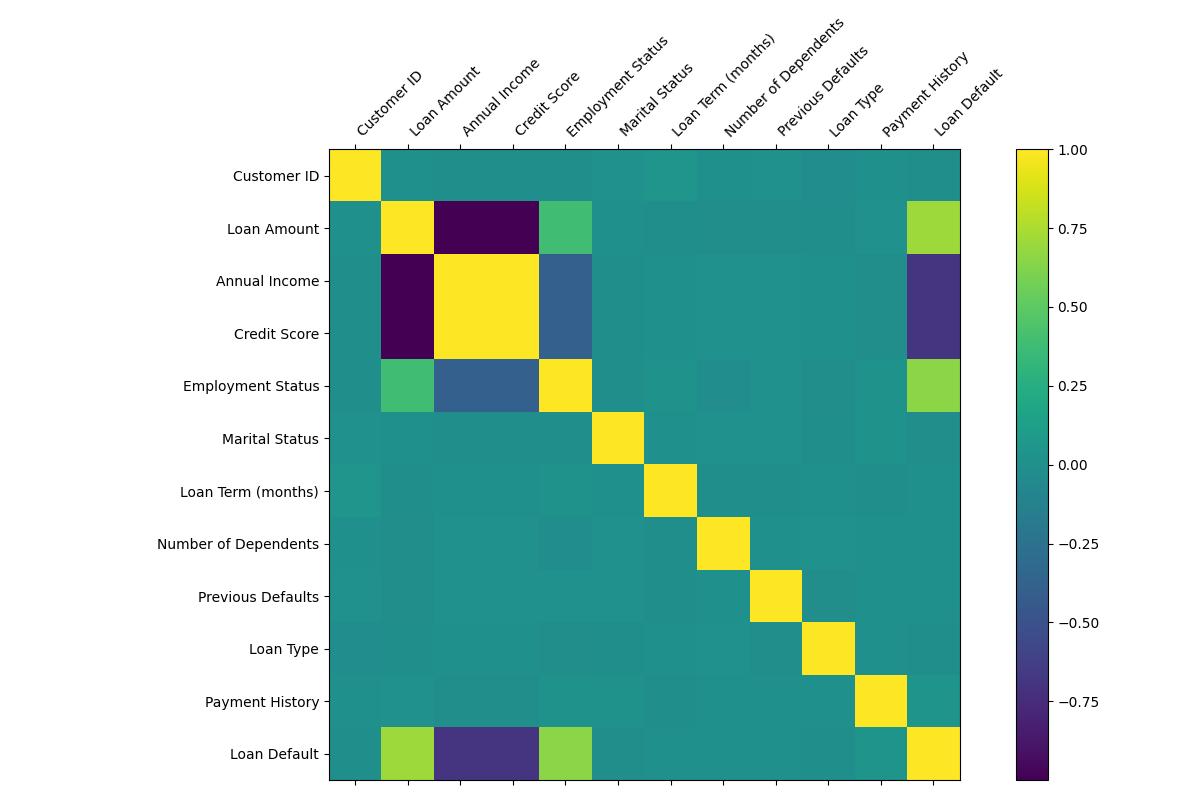 Customer ID
Loan Amount
Annual Income
Credit Score
Employment Status
Marital Status
Loan Term (months)
Number of Dependents
Previous Defaults
Loan Type
Payment History
Loan Default
Customer ID
Loan Amount
Annual Income
Credit Score
Employment Status
Marital Status
Loan Term (months)
Number of Dependents
Previous Defaults
Loan Type
Payment History
Loan Default
1.00
0.75
0.50
0.25
0.00
−0.25
−0.50
−0.75